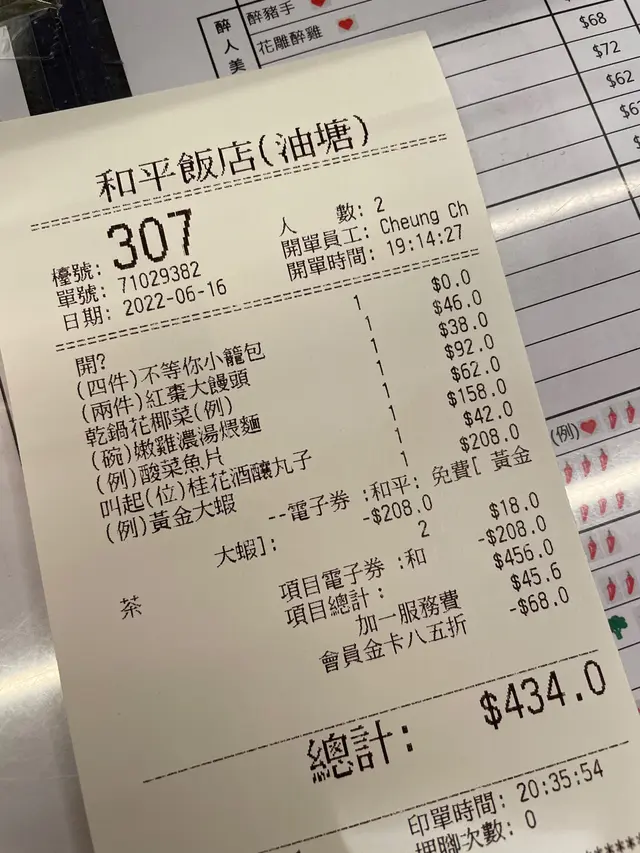 醉人美
醉豬手
花雕醉雞
$68
$72
$62
(例)
和平飯店(油塘)
檯號: 307
人 數: 2
單號: 71029382
開單員工: Cheung Ch
日期: 2022-06-16
開單時間: 19:14:27
開? 1 $0.0
(四件)不等你小籠包 1 $46.0
(兩件)紅棗大饅頭 1 $38.0
乾鍋花椰菜(例) 1 $92.0
(碗)嫩雞濃湯煨麵 1 $62.0
(例)酸菜魚片 1 $158.0
叫起(位)桂花酒釀丸子 1 $42.0
(例)黃金大蝦 1 $208.0
--電子券 :和平: 免費[ 黃金
大蝦]: -$208.0
茶 2 $18.0
項目電子券 :和 -$208.0
項目總計: $456.0
加一服務費 $45.6
會員金卡八五折 -$68.0
總計: $434.0
印單時間: 20:35:54
埋腳次數: 0